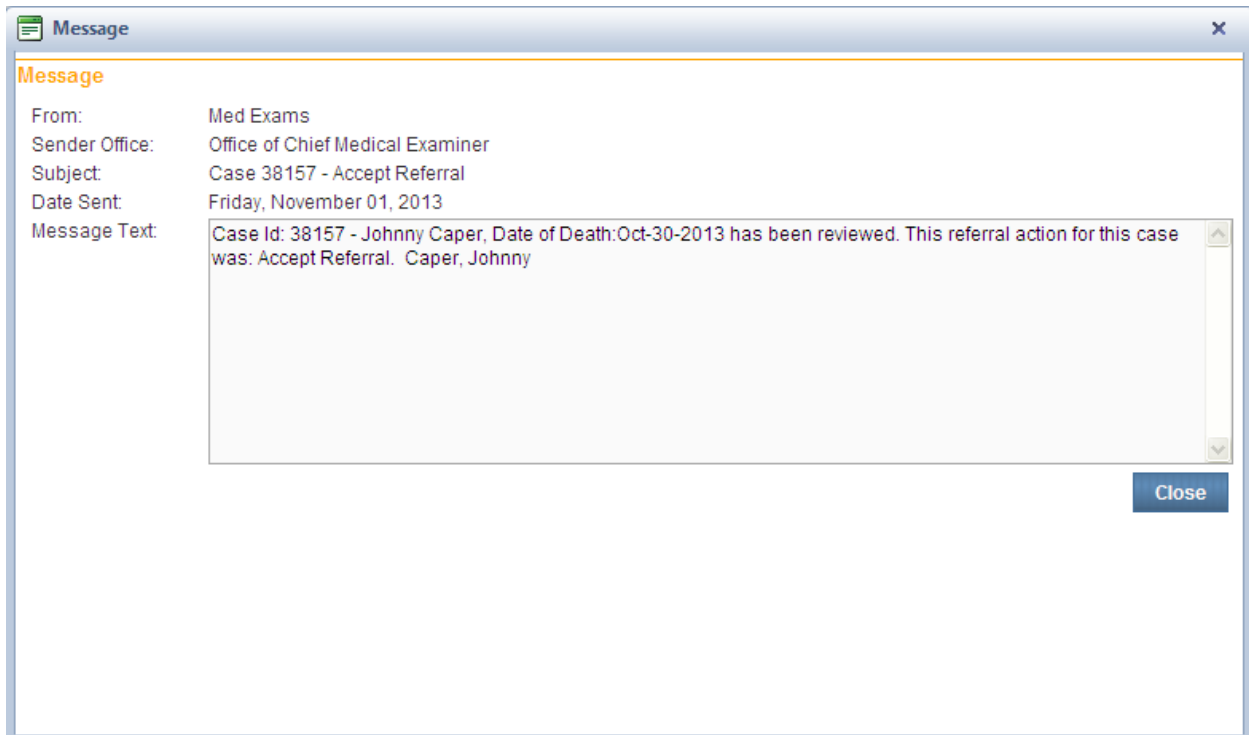 Message
Message
From: Med Exams
Sender Office: Office of Chief Medical Examiner
Subject: Case 38157 - Accept Referral
Date Sent: Friday, November 01, 2013
Message Text: Case Id: 38157 - Johnny Caper, Date of Death:Oct-30-2013 has been reviewed. This referral action for this case
was: Accept Referral.  Caper, Johnny
Close